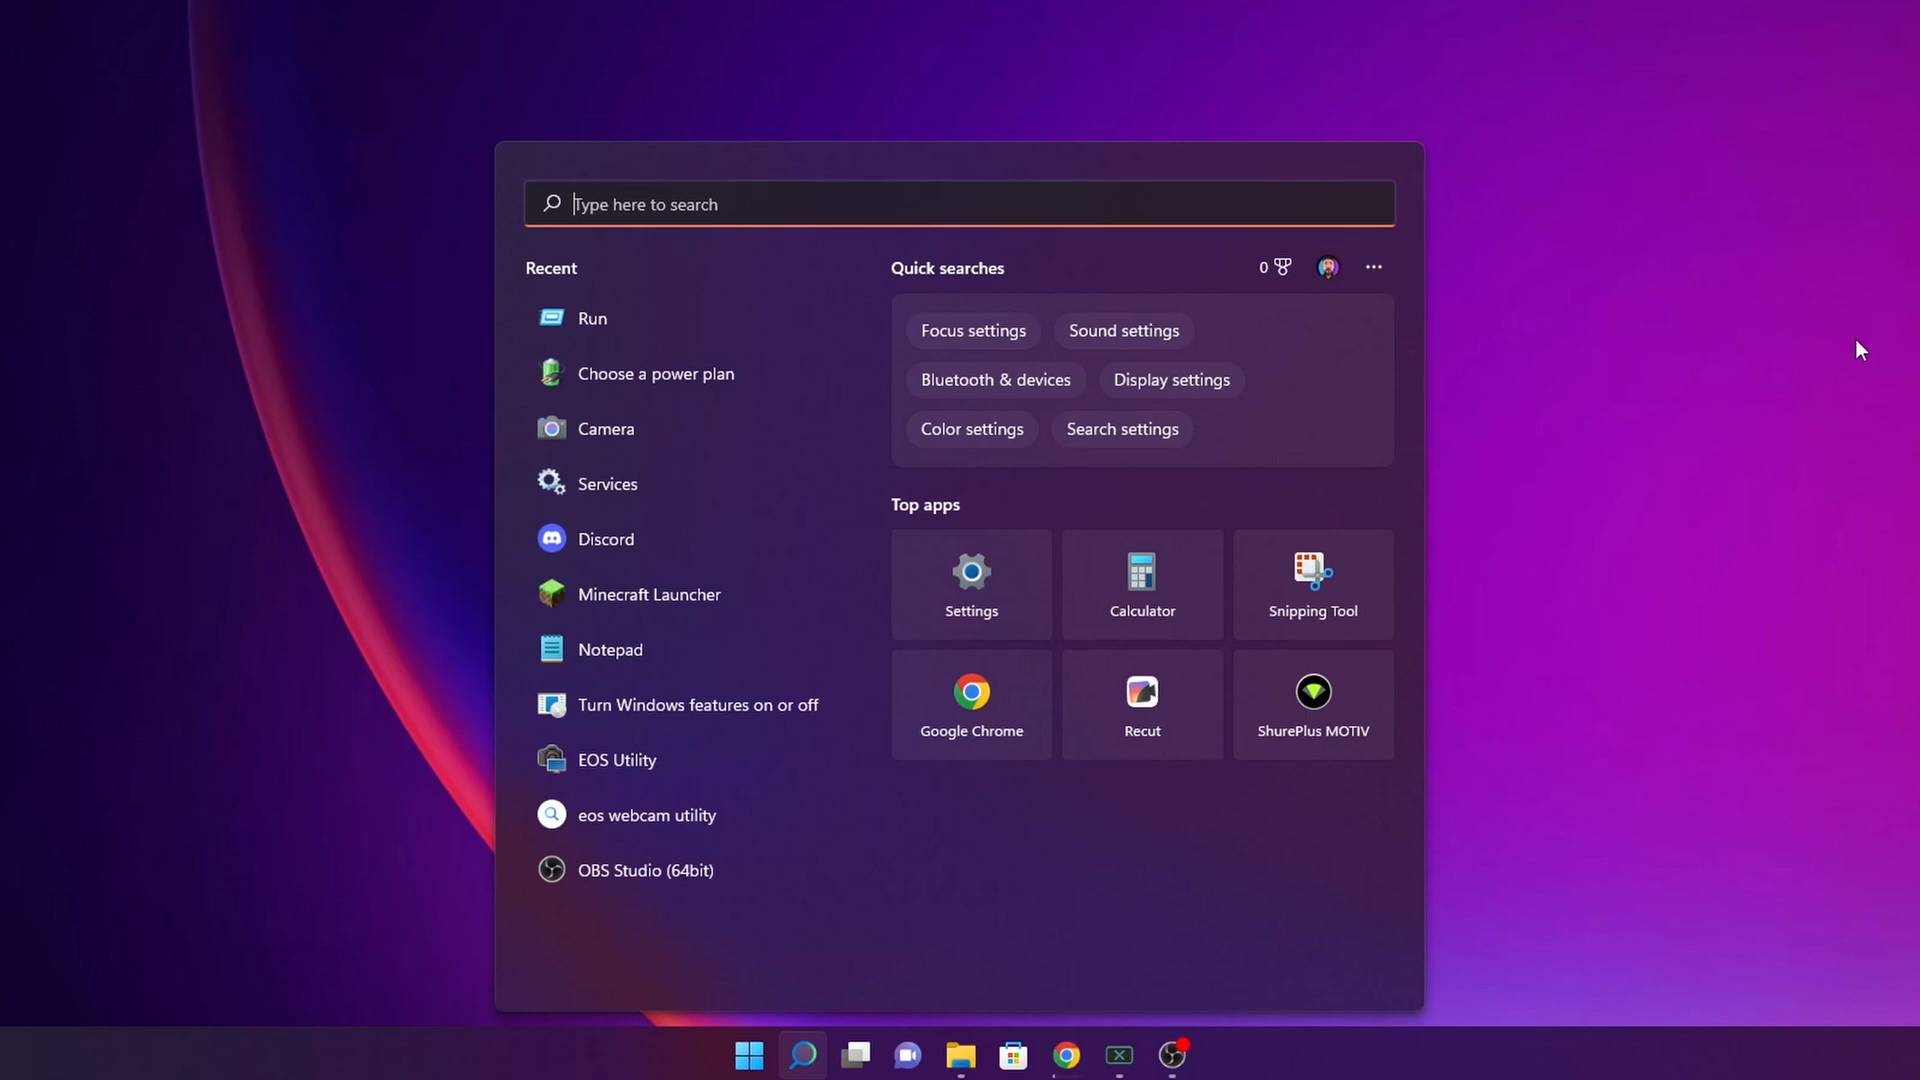 Type here to search
Recent
Run
Choose a power plan
Camera
Services
Discord
Minecraft Launcher
Notepad
Turn Windows features on or off
EOS Utility
eos webcam utility
OBS Studio (64bit)
Quick searches
0
Focus settings
Sound settings
Bluetooth & devices
Display settings
Color settings
Search settings
Top apps
Settings
Calculator
Snipping Tool
Google Chrome
Recut
ShurePlus MOTIV